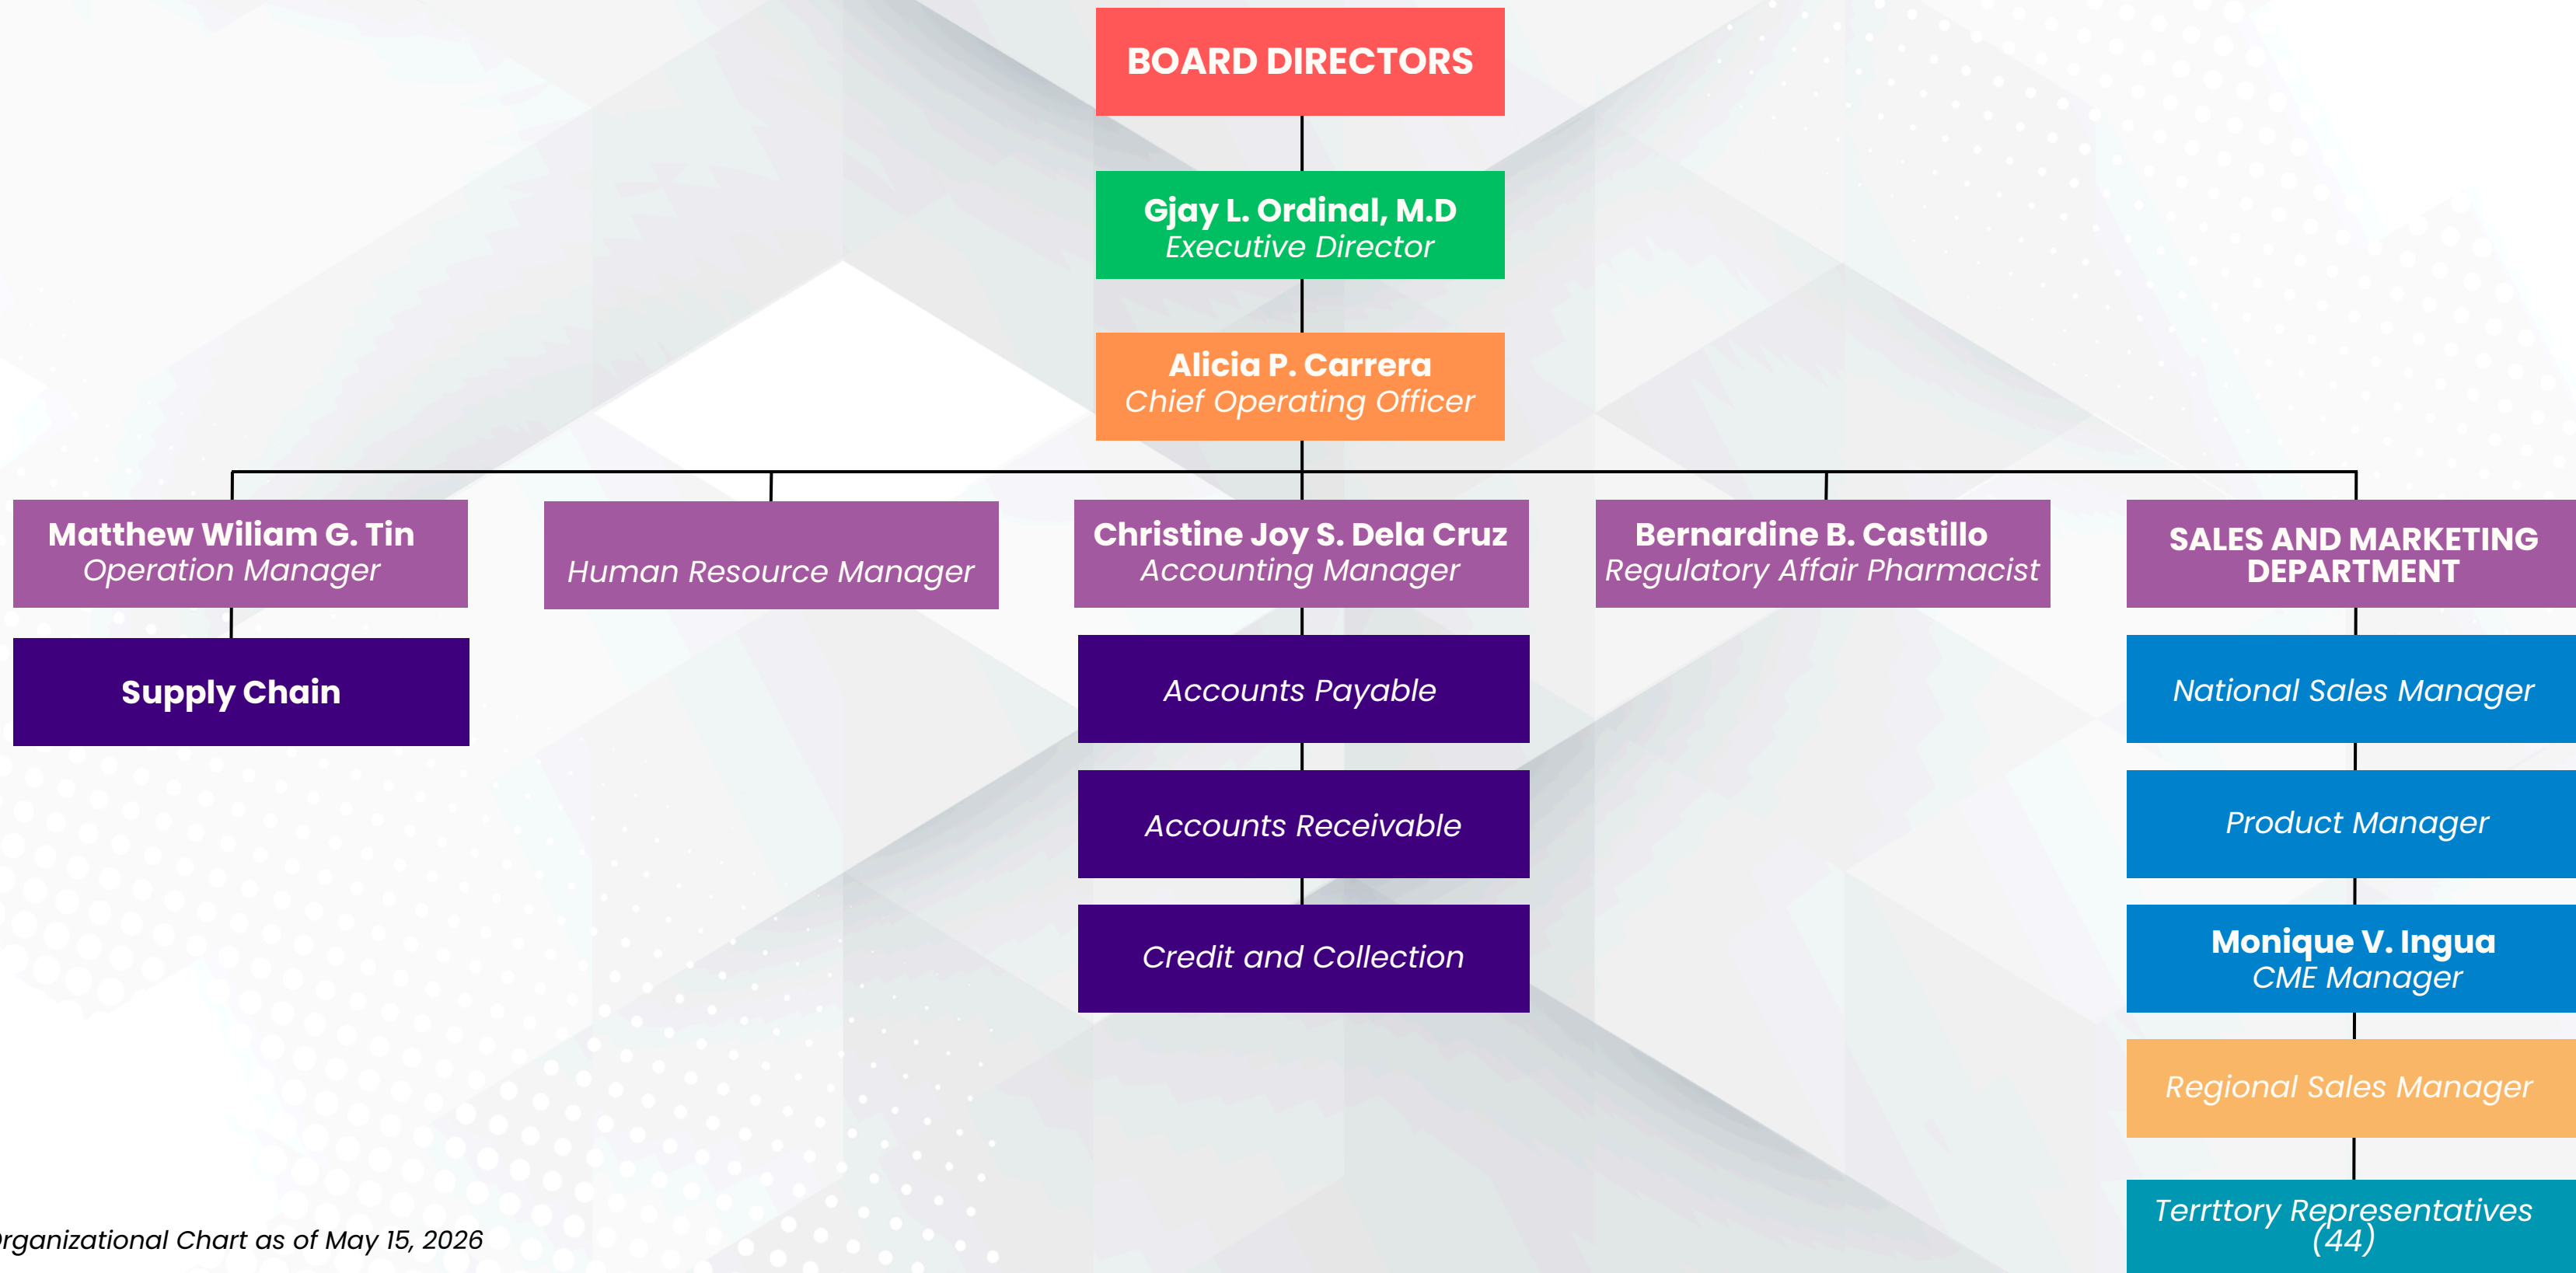 BOARD DIRECTORS
Gjay L. Ordinal, M.D
Executive Director
Alicia P. Carrera
Chief Operating Officer
Matthew Wiliam G. Tin
Operation Manager
Human Resource Manager
Christine Joy S. Dela Cruz
Accounting Manager
Bernardine B. Castillo
Regulatory Affair Pharmacist
SALES AND MARKETING
DEPARTMENT
Supply Chain
Accounts Payable
National Sales Manager
Accounts Receivable
Product Manager
Credit and Collection
Monique V. Ingua
CME Manager
Regional Sales Manager
Terrttory Representatives
(44)
rganizational Chart as of May 15, 2026